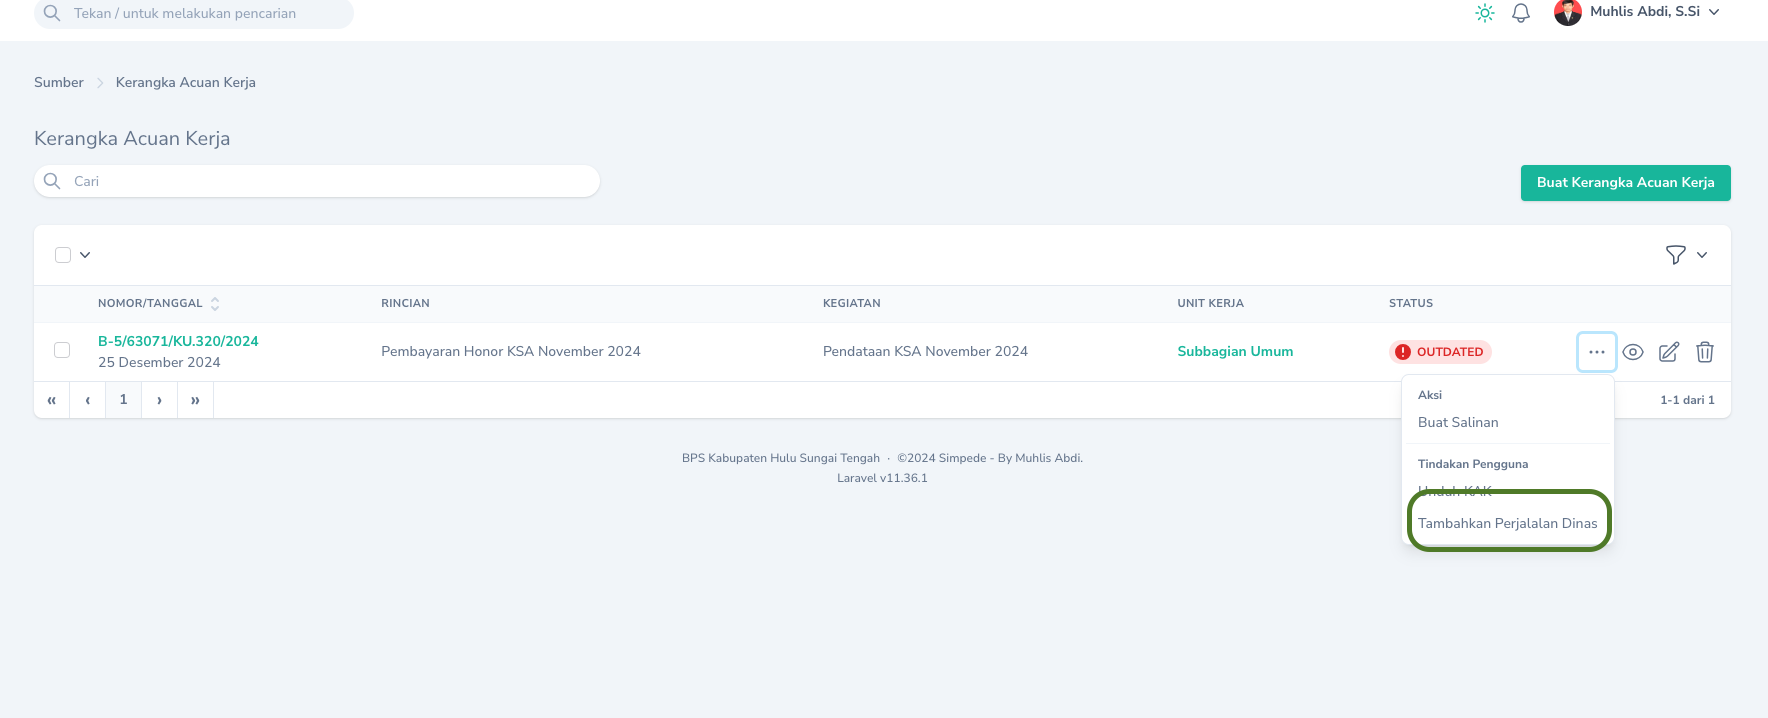 Tekan / untuk melakukan pencarian
Muhlis Abdi, S.Si
Sumber
Kerangka Acuan Kerja
Kerangka Acuan Kerja
Cari
Buat Kerangka Acuan Kerja
NOMOR/TANGGAL
RINCIAN
KEGIATAN
UNIT KERJA
STATUS
B-5/63071/KU.320/2024
25 Desember 2024
Pembayaran Honor KSA November 2024
Pendataan KSA November 2024
Subbagian Umum
OUTDATED
« ‹ 1 › »
1-1 dari 1
Aksi
Buat Salinan
Tindakan Pengguna
Unduh KAK
Tambahkan Perjalalan Dinas
BPS Kabupaten Hulu Sungai Tengah · ©2024 Simpede - By Muhlis Abdi.
Laravel v11.36.1